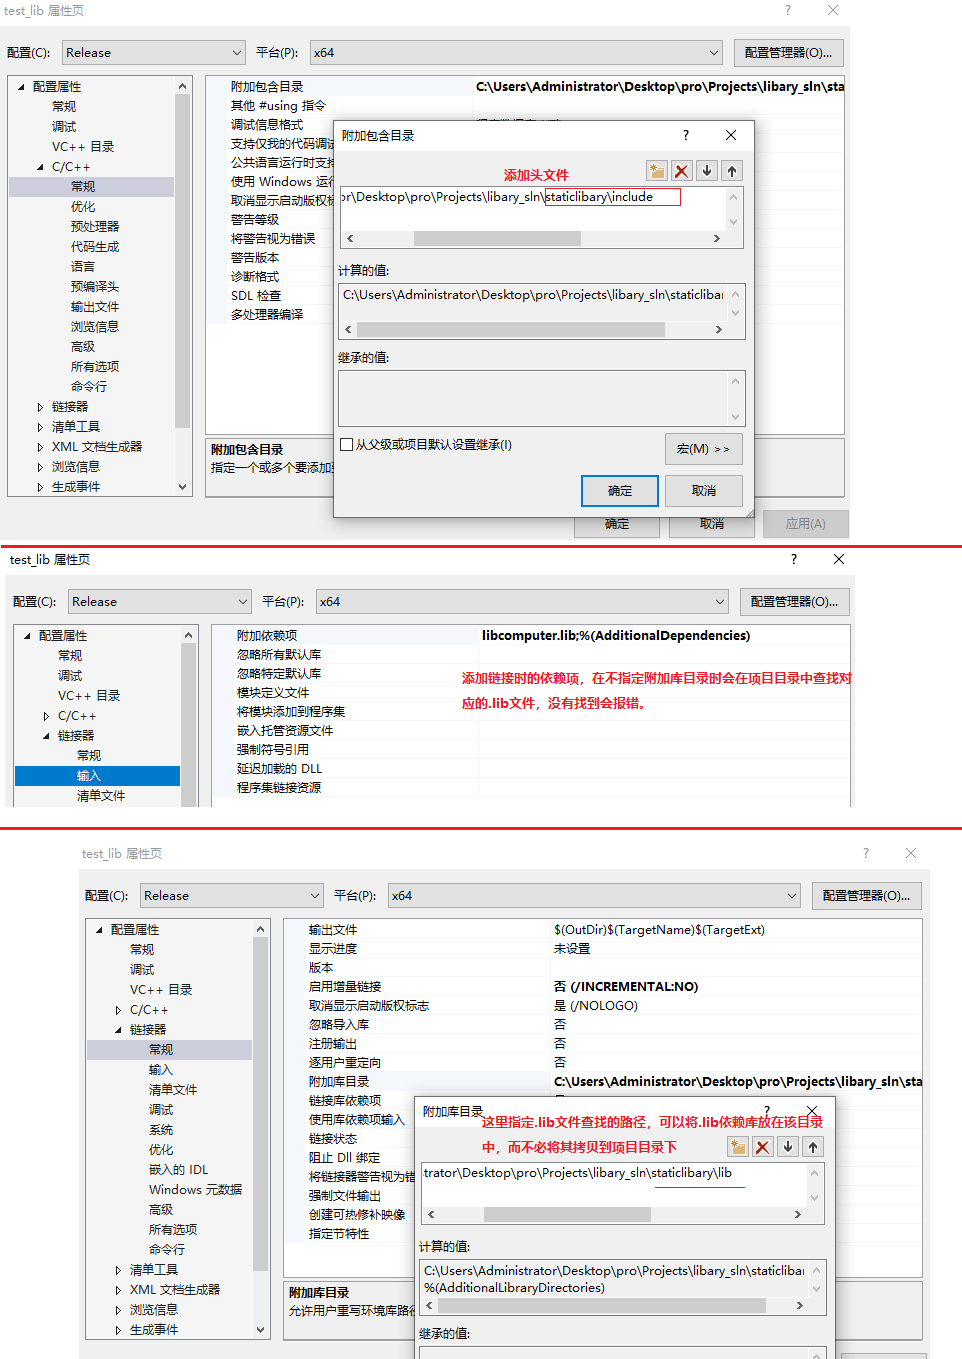 test_lib 属性页
配置(C): Release 平台(P): x64 配置管理器(O)...
配置属性
常规
调试
VC++ 目录
C/C++
常规
优化
预处理器
代码生成
语言
预编译头
输出文件
浏览信息
高级
所有选项
命令行
链接器
清单工具
XML 文档生成器
浏览信息
生成事件
附加包含目录 C:\Users\Administrator\Desktop\pro\Projects\libary_sln\sta
其他 #using 指令
调试信息格式
支持仅我的代码调试
公共语言运行时支持
使用 Windows 运行
取消显示启动版权标
警告等级
将警告视为错误
警告版本
诊断格式
SDL 检查
多处理器编译
附加包含目录
指定一个或多个要添加到
附加包含目录
添加头文件
or\Desktop\pro\Projects\libary_sln\staticlibary\include
计算的值:
C:\Users\Administrator\Desktop\pro\Projects\libary_sln\staticlibar
继承的值:
从父级或项目默认设置继承(I)
宏(M) >>
确定 取消
确定 取消 应用(A)
test_lib 属性页
配置(C): Release 平台(P): x64 配置管理器(O)...
配置属性
常规
调试
VC++ 目录
C/C++
链接器
常规
输入
清单文件
附加依赖项 libcomputer.lib;%(AdditionalDependencies)
忽略所有默认库
忽略特定默认库
模块定义文件
将模块添加到程序集
嵌入托管资源文件
强制符号引用
延迟加载的 DLL
程序集链接资源
添加链接时的依赖项，在不指定附加库目录时会在项目目录中查找对
应的.lib文件，没有找到会报错。
test_lib 属性页
配置(C): Release 平台(P): x64 配置管理器(O)...
配置属性
常规
调试
VC++ 目录
C/C++
链接器
常规
输入
清单文件
调试
系统
优化
嵌入的 IDL
Windows 元数据
高级
所有选项
命令行
清单工具
XML 文档生成器
浏览信息
生成事件
输出文件 $(OutDir)$(TargetName)$(TargetExt)
显示进度 未设置
版本
启用增量链接 否 (/INCREMENTAL:NO)
取消显示启动版权标志 是 (/NOLOGO)
忽略导入库 否
注册输出 否
逐用户重定向 否
附加库目录 C:\Users\Administrator\Desktop\pro\Projects\libary_sln\sta
链接库依赖项
使用库依赖项输入
链接状态
阻止 Dll 绑定
将链接器警告视为错
强制文件输出
创建可热修补映像
指定节特性
附加库目录
允许用户重写环境库路径
附加库目录
这里指定.lib文件查找的路径，可以将.lib依赖库放在该目录
中，而不必将其拷贝到项目目录下
trator\Desktop\pro\Projects\libary_sln\staticlibary\lib
计算的值:
C:\Users\Administrator\Desktop\pro\Projects\libary_sln\staticlibar
%(AdditionalLibraryDirectories)
继承的值: